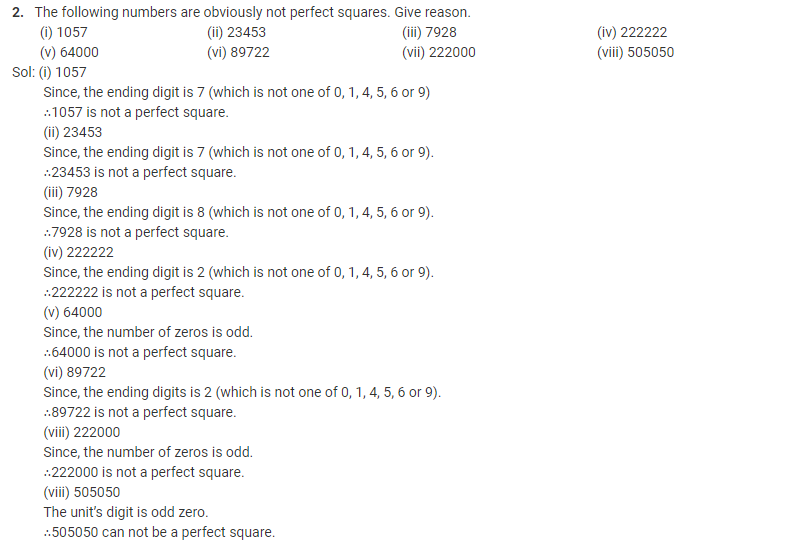 2. The following numbers are obviously not perfect squares. Give reason.
(i) 1057 (ii) 23453 (iii) 7928 (iv) 222222
(v) 64000 (vi) 89722 (vii) 222000 (viii) 505050
Sol: (i) 1057
Since, the ending digit is 7 (which is not one of 0, 1, 4, 5, 6 or 9)
∴1057 is not a perfect square.
(ii) 23453
Since, the ending digit is 7 (which is not one of 0, 1, 4, 5, 6 or 9).
∴23453 is not a perfect square.
(iii) 7928
Since, the ending digit is 8 (which is not one of 0, 1, 4, 5, 6 or 9).
∴7928 is not a perfect square.
(iv) 222222
Since, the ending digit is 2 (which is not one of 0, 1, 4, 5, 6 or 9).
∴222222 is not a perfect square.
(v) 64000
Since, the number of zeros is odd.
∴64000 is not a perfect square.
(vi) 89722
Since, the ending digits is 2 (which is not one of 0, 1, 4, 5, 6 or 9).
∴89722 is not a perfect square.
(viii) 222000
Since, the number of zeros is odd.
∴222000 is not a perfect square.
(viii) 505050
The unit's digit is odd zero.
∴505050 can not be a perfect square.